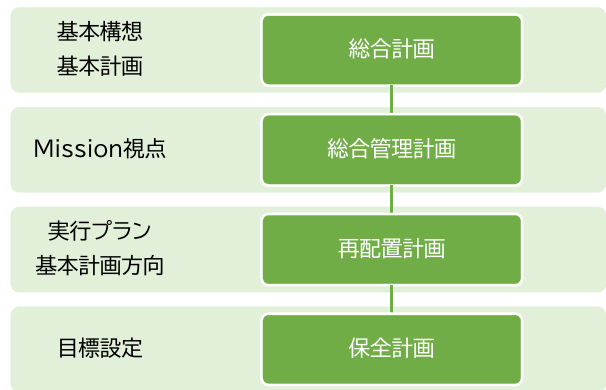 基本構想
基本計画
総合計画
Mission視点
総合管理計画
実行プラン
基本計画方向
再配置計画
目標設定
保全計画